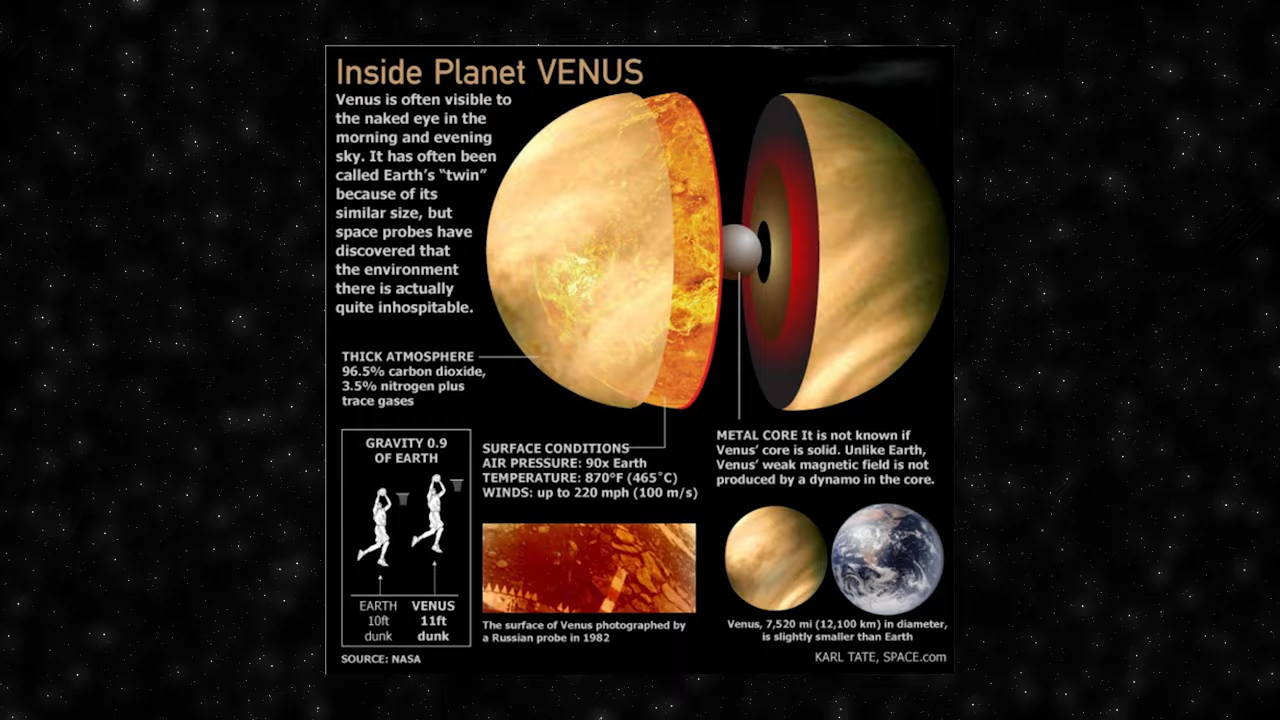 Inside Planet VENUS
Venus is often visible to
the naked eye in the
morning and evening
sky. It has often been
called Earth's "twin"
because of its
similar size, but
space probes have
discovered that
the environment
there is actually
quite inhospitable.
THICK ATMOSPHERE
96.5% carbon dioxide,
3.5% nitrogen plus
trace gases
GRAVITY 0.9
OF EARTH
EARTH
10ft
dunk
VENUS
11ft
dunk
SOURCE: NASA
SURFACE CONDITIONS
AIR PRESSURE: 90x Earth
TEMPERATURE: 870°F (465°C)
WINDS: up to 220 mph (100 m/s)
The surface of Venus photographed by
a Russian probe in 1982
METAL CORE It is not known if
Venus' core is solid. Unlike Earth,
Venus' weak magnetic field is not
produced by a dynamo in the core.
Venus, 7,520 mi (12,100 km) in diameter,
is slightly smaller than Earth
KARL TATE, SPACE.com